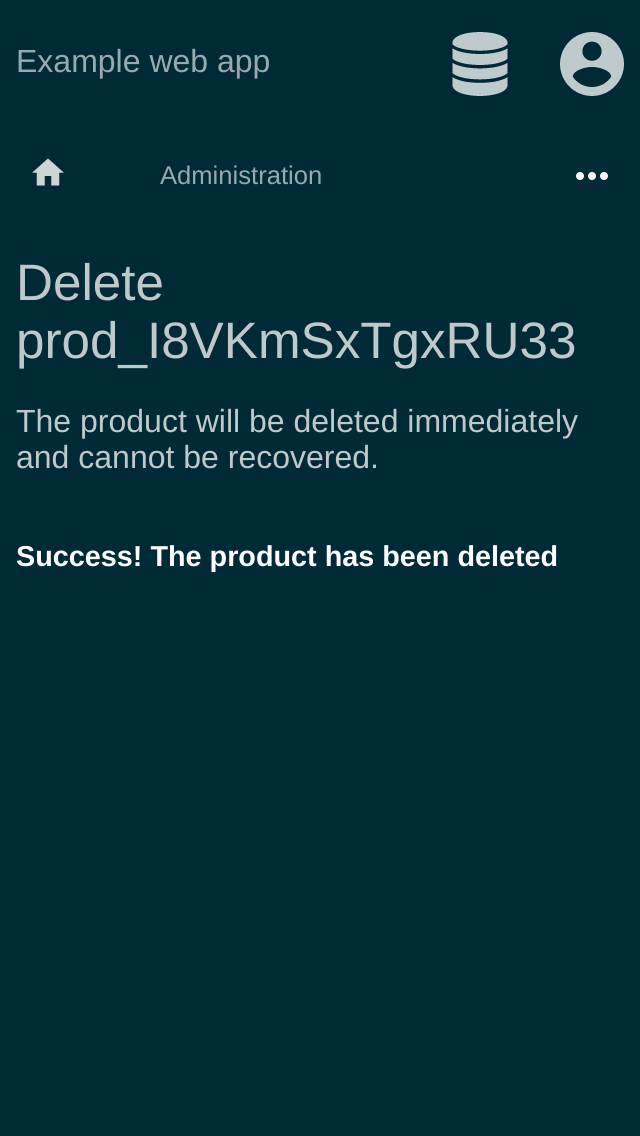 Example web app
Administration
Delete
prod_I8VKmSxTgxRU33
The product will be deleted immediately
and cannot be recovered.
Success! The product has been deleted